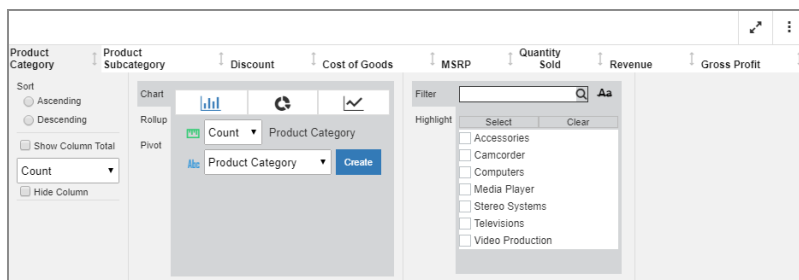 Product Category
Product Subcategory
Discount
Cost of Goods
MSRP
Quantity Sold
Revenue
Gross Profit
Sort
Ascending
Descending
Show Column Total
Count
Hide Column
Chart
Rollup
Pivot
Count
Product Category
Abc
Product Category
Create
Filter
Aa
Highlight
Select
Clear
Accessories
Camcorder
Computers
Media Player
Stereo Systems
Televisions
Video Production